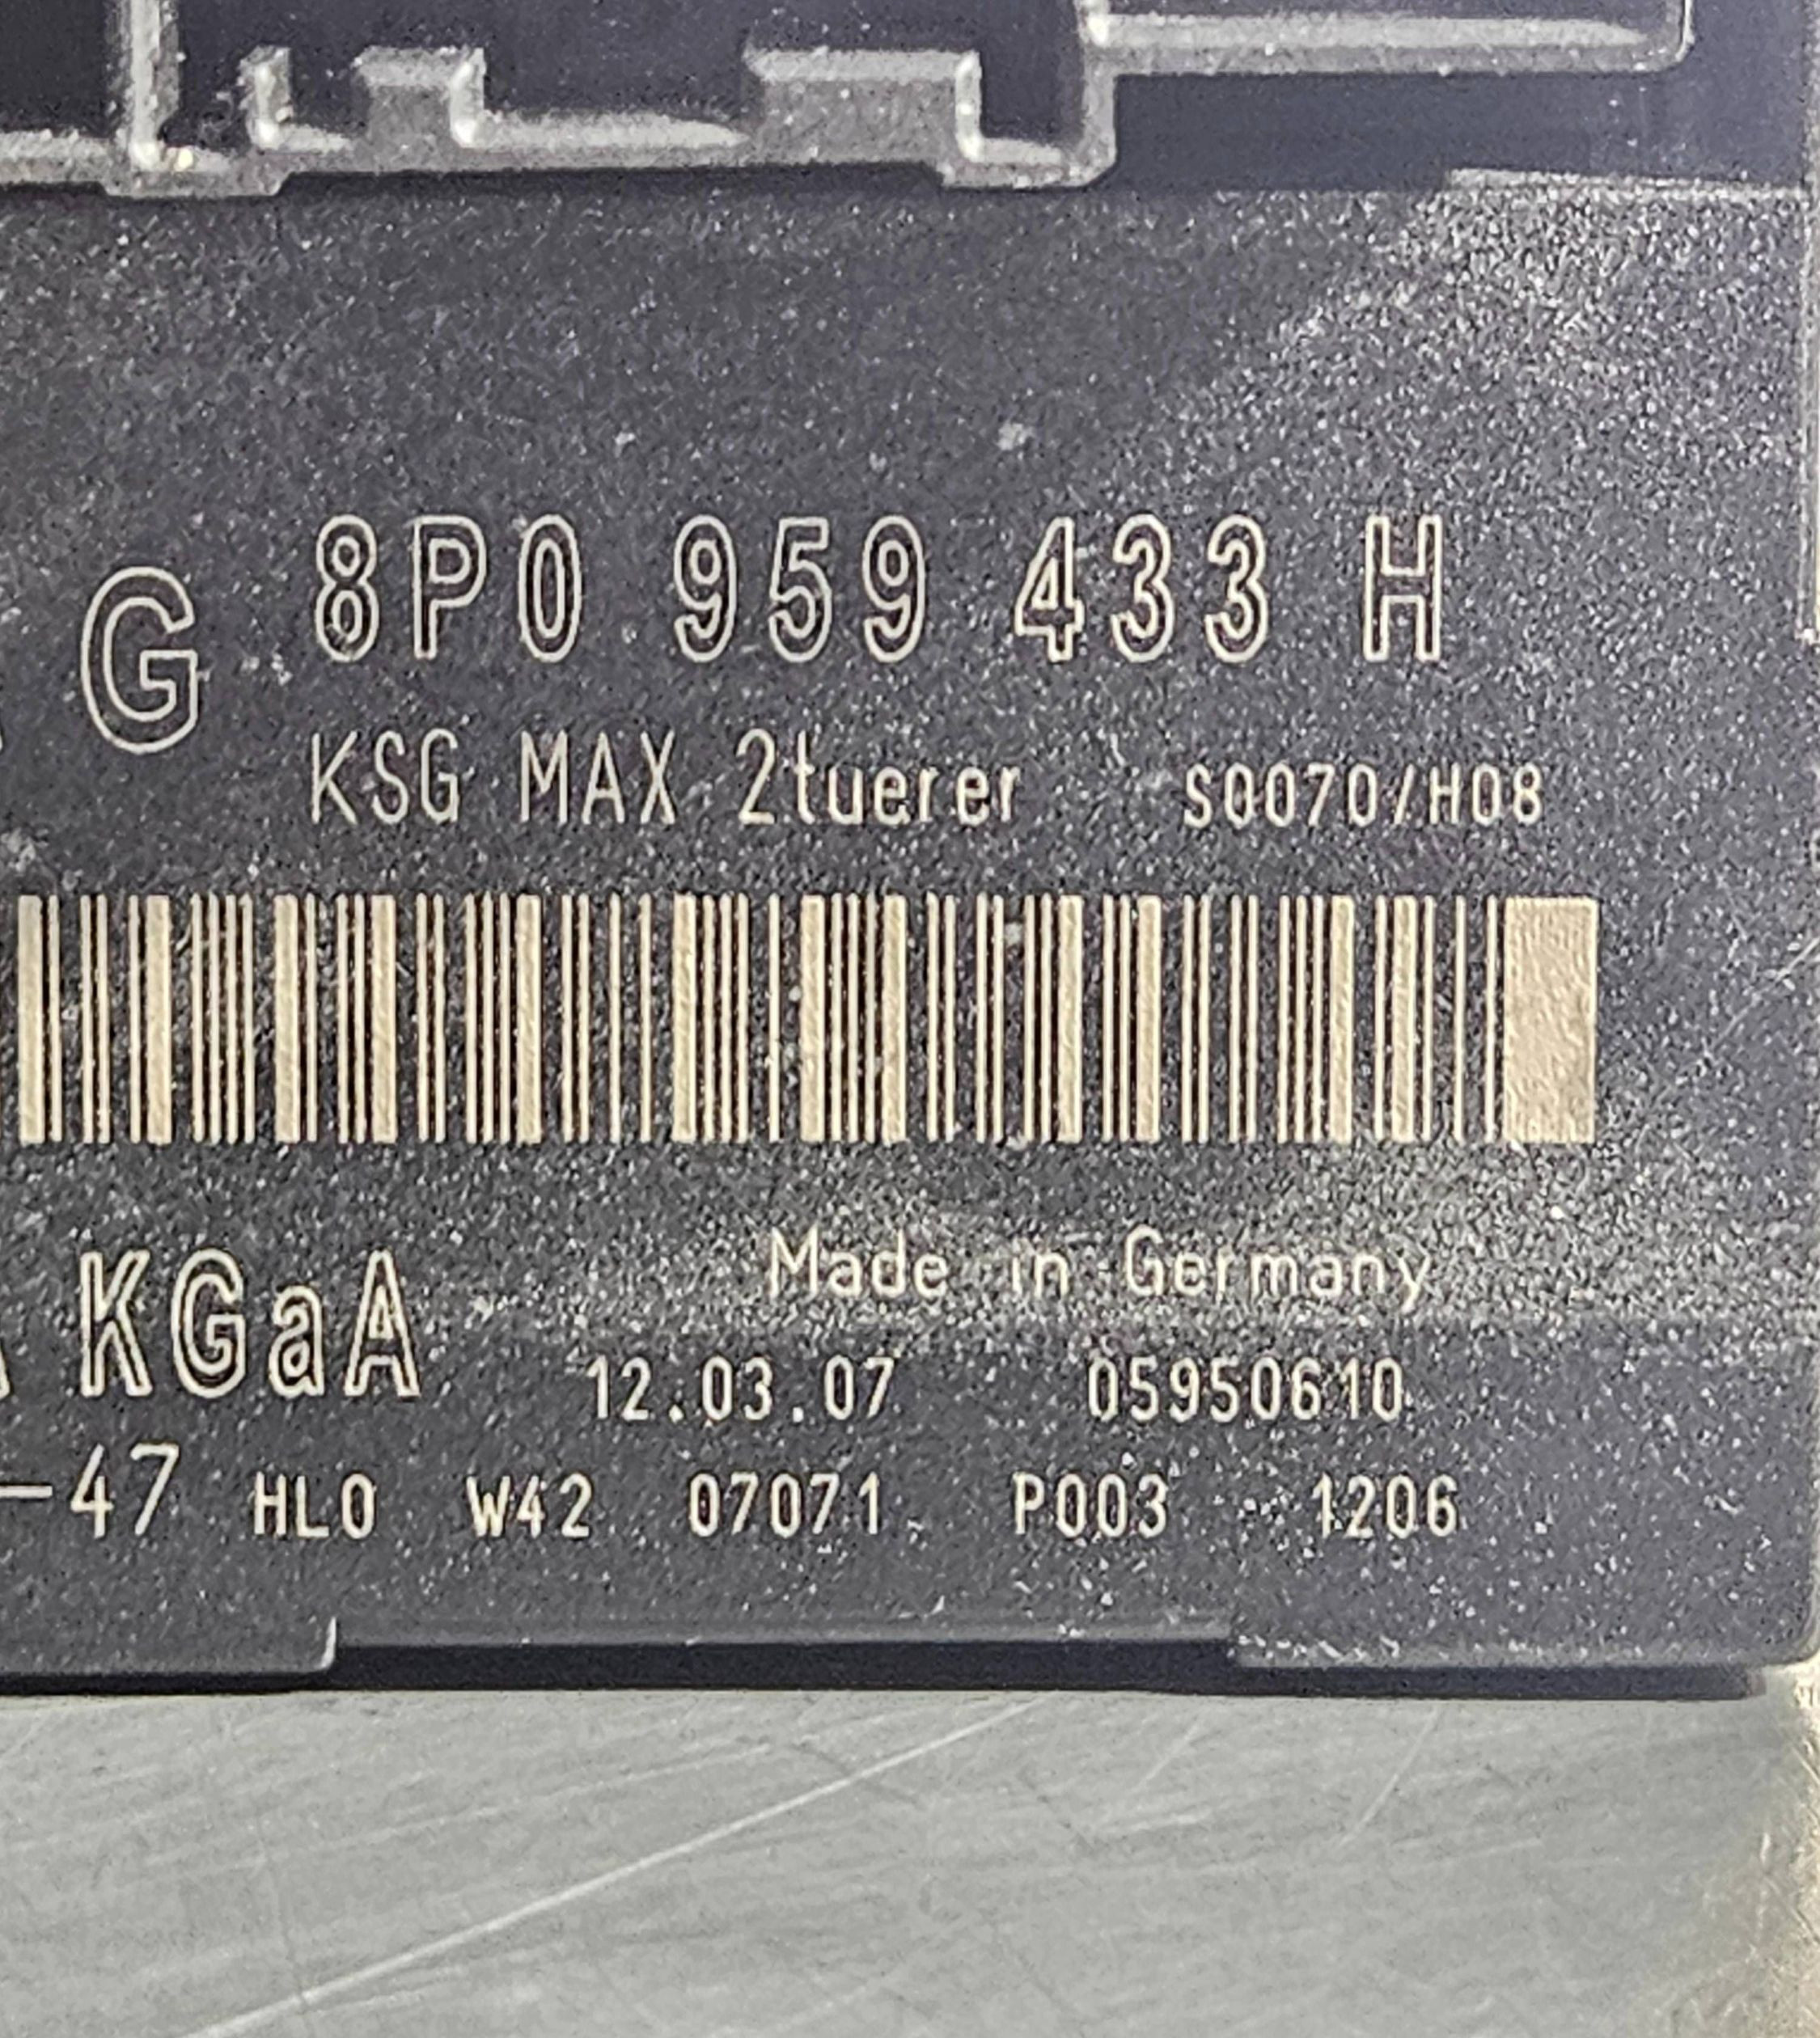 G 8P0 959 433 H
KSG MAX 2tuerer S0070/H08
Made in Germany
KGaA 12.03.07 05950610
-47 HLO W42 07071 P003 1206